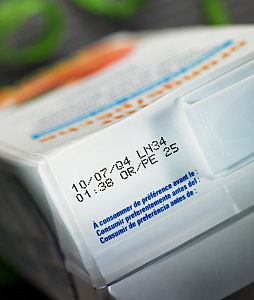 10/07/04 LN34
01:38 OR/PE 25
À consommer de préférence avant le :
Consumir preferentemente antes del :
Consumir de preferência antes de :